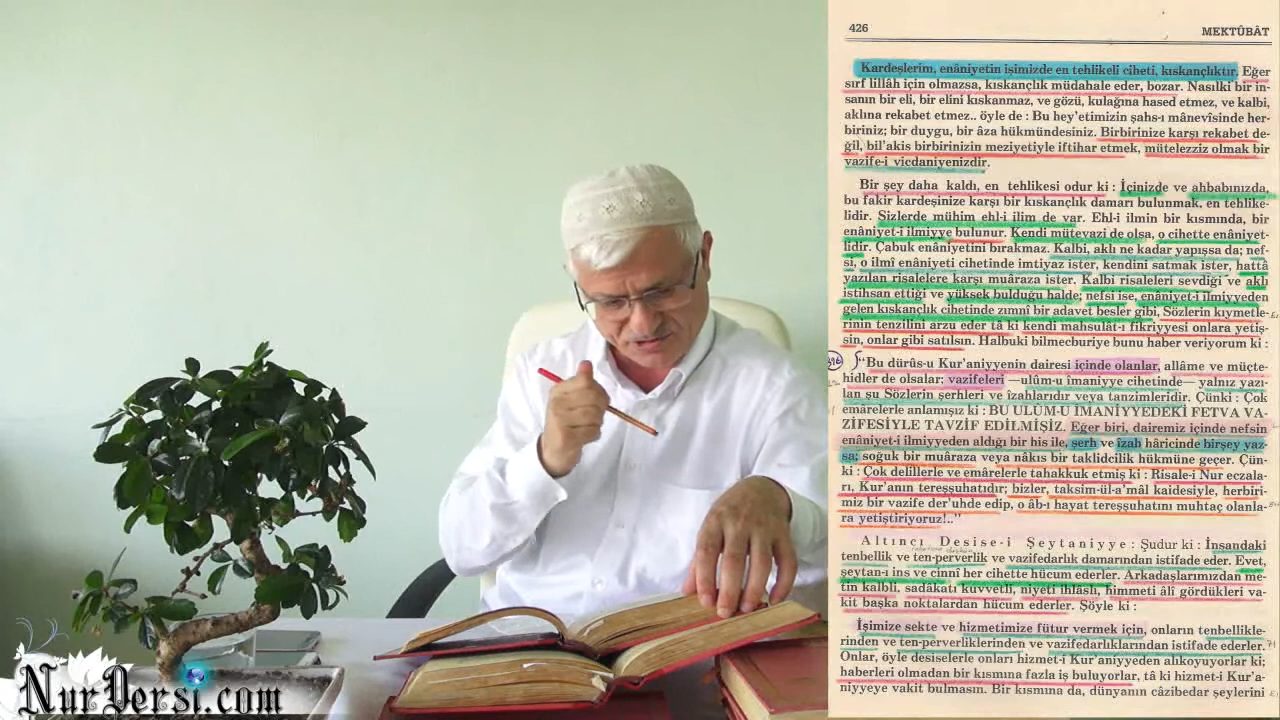 426
MEKTÛBÂT
Kardeşlerim, enâniyetin işimizde en tehlikeli ciheti, kıskançlıktır. Eğer
sırf lillâh için olmazsa, kıskançlık müdahale eder, bozar. Nasılki bir in-
sanın bir eli, bir elini kıskanmaz, ve gözü, kulağına hased etmez, ve kalbi,
aklına rekabet etmez.. öyle de : Bu hey'etimizin şahs-ı mânevîsinde her-
biriniz; bir duygu, bir âza hükmündesiniz. Birbirinize karşı rekabet de-
ğil, bil'akis birbirinizin meziyetiyle iftihar etmek, mütelezziz olmak bir
vazife-i vicdaniyenizdir.
Bir şey daha kaldı, en tehlikesi odur ki : İçinizde ve ahbabınızda,
bu fakir kardeşinize karşı bir kıskançlık damarı bulunmak, en tehlike-
lidir. Sizlerde mühim ehl-i ilim de var. Ehl-i ilmin bir kısmında, bir
enâniyet-i ilmiyye bulunur. Kendi mütevazi de olsa, o cihette enâniyet-
lidir. Çabuk enâniyetini bırakmaz. Kalbi, aklı ne kadar yapışsa da; nef-
si, o ilmî enâniyeti cihetinde imtiyaz ister, kendini satmak ister, hattâ
yazılan risalelere karşı muâraza ister. Kalbi risaleleri sevdiği ve aklı
istihsan ettiği ve yüksek bulduğu halde; nefsi ise, enâniyet-i ilmiyyeden
gelen kıskançlık cihetinde zımnî bir adavet besler gibi, Sözlerin kıymetle-
rinin tenzilini arzu eder tâ ki kendi mahsulât-ı fikriyyesi onlara yetiş-
sin, onlar gibi satılsın. Halbuki bilmecburiye bunu haber veriyorum ki :
"Bu dürûs-u Kur'aniyyenin dairesi içinde olanlar, allâme ve müçte-
hidler de olsalar; vazifeleri —ulûm-u îmaniyye cihetinde— yalnız yazı-
lan şu Sözlerin şerhleri ve îzahlarıdır veya tanzimleridir. Çünki : Çok
emârelerle anlamışız ki : BU ULÛM-U İMANİYYEDEKİ FETVA VA-
ZİFESİYLE TAVZİF EDİLMİŞİZ. Eğer biri, dairemiz içinde nefsin
enâniyet-i ilmiyyeden aldığı bir his ile, şerh ve îzah hâricinde birşey yaz-
sa; soğuk bir muâraza veya nâkıs bir taklidcilik hükmüne geçer. Çün-
ki : Çok delillerle ve emârelerle tahakkuk etmiş ki : Risale-i Nur eczala-
rı, Kur'anın tereşşuhatıdır; bizler, taksim-ül-a'mâl kaidesiyle, herbiri-
miz bir vazife der'uhde edip, o âb-ı hayat tereşşuhatını muhtaç olanla-
ra yetiştiriyoruz!.."
Altıncı Desise-i Şeytaniyye : Şudur ki : İnsandaki
tenbellik ve ten-perverlik ve vazifedarlık damarından istifade eder. Evet,
şeytan-ı ins ve cinnî her cihette hücum ederler. Arkadaşlarımızdan me-
tin kalbli, sadâkatı kuvvetli, niyeti ihlâslı, himmeti âlî gördükleri va-
kit başka noktalardan hücum ederler. Şöyle ki :
İşimize sekte ve hizmetimize fütur vermek için, onların tenbellikle-
rinden ve ten-perverliklerinden ve vazifedarlıklarından istifade ederler.
Onlar, öyle desiselerle onları hizmet-i Kur'aniyyeden alıkoyuyorlar ki;
haberleri olmadan bir kısmına fazla iş buluyorlar, tâ ki hizmet-i Kur'a-
niyyeye vakit bulmasın. Bir kısmına da, dünyanın câzibedar şeylerini
NurDersi.com